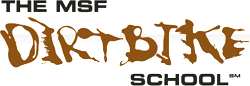 THE MSF
DIRTBIKE
SCHOOL℠